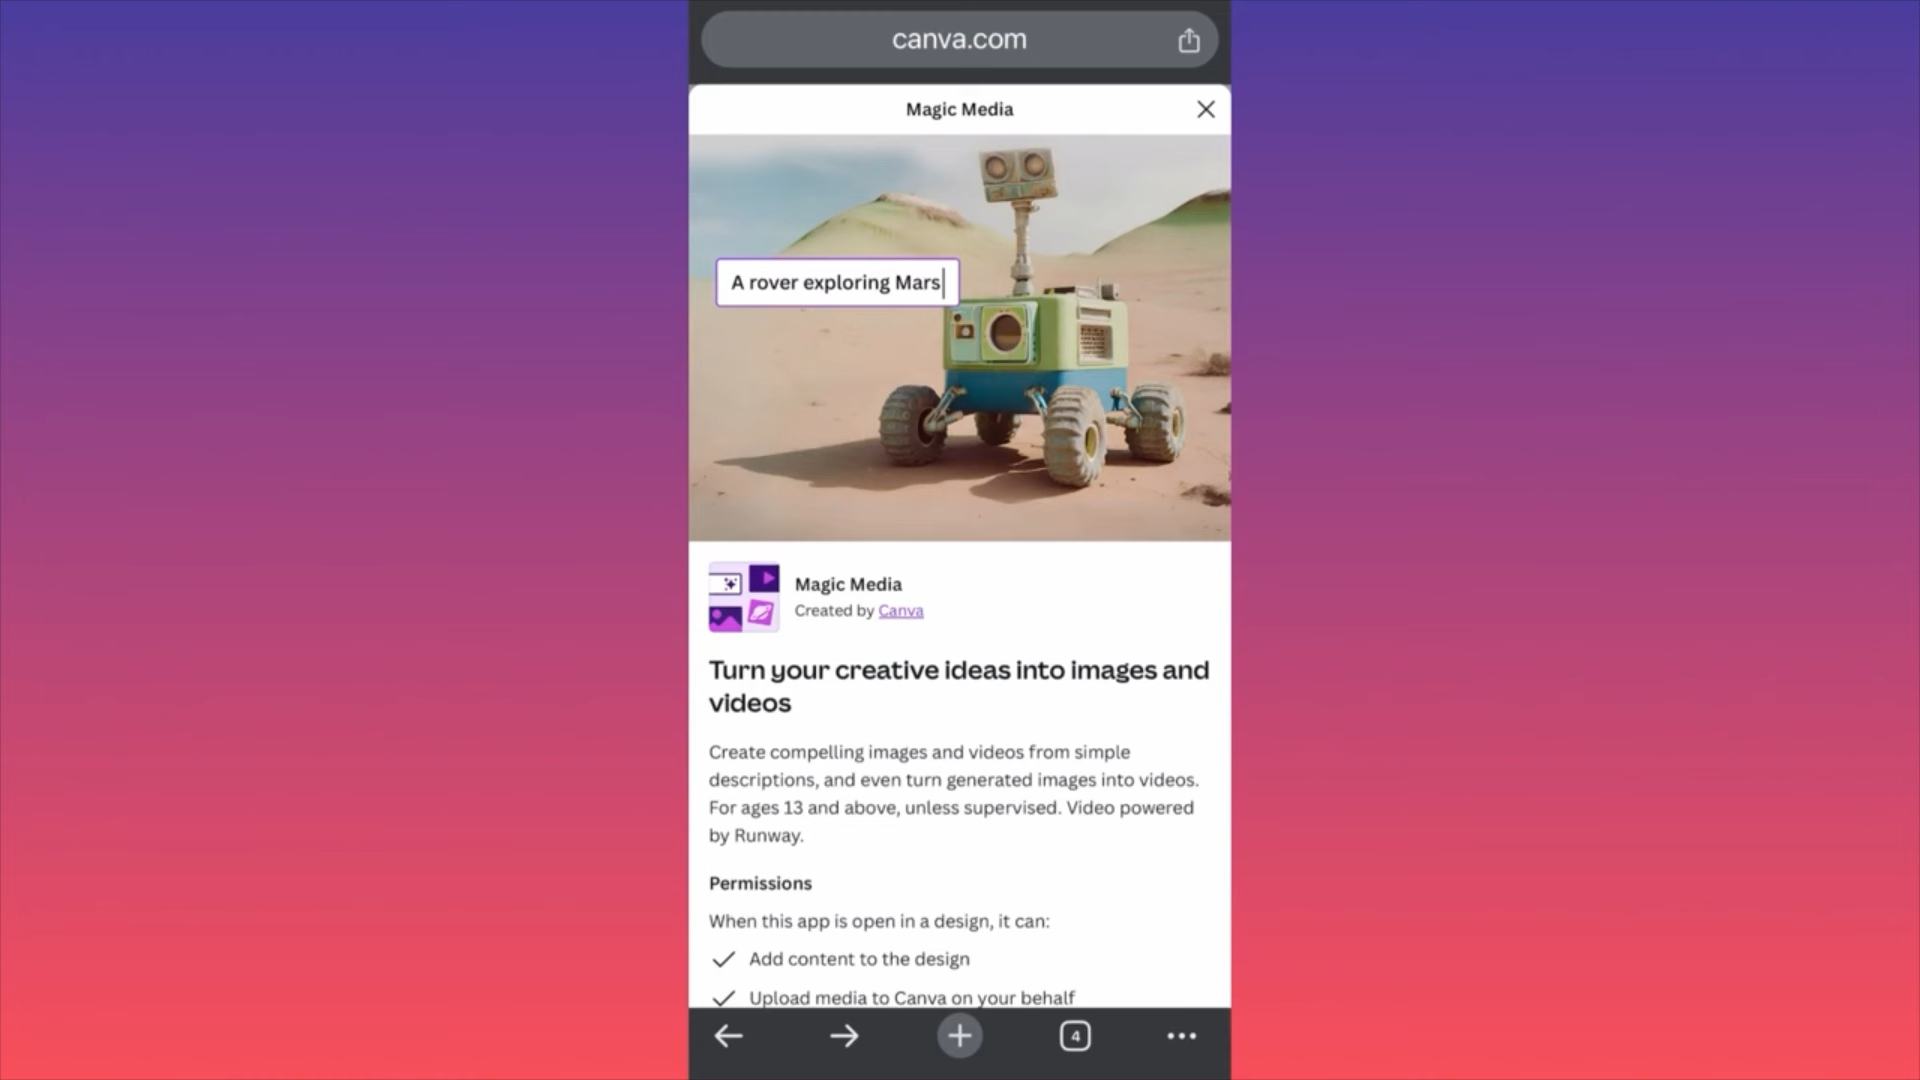 canva.com
Magic Media
A rover exploring Mars
Magic Media
Created by Canva
Turn your creative ideas into images and
videos
Create compelling images and videos from simple
descriptions, and even turn generated images into videos.
For ages 13 and above, unless supervised. Video powered
by Runway.
Permissions
When this app is open in a design, it can:
Add content to the design
Upload media to Canva on your behalf
4